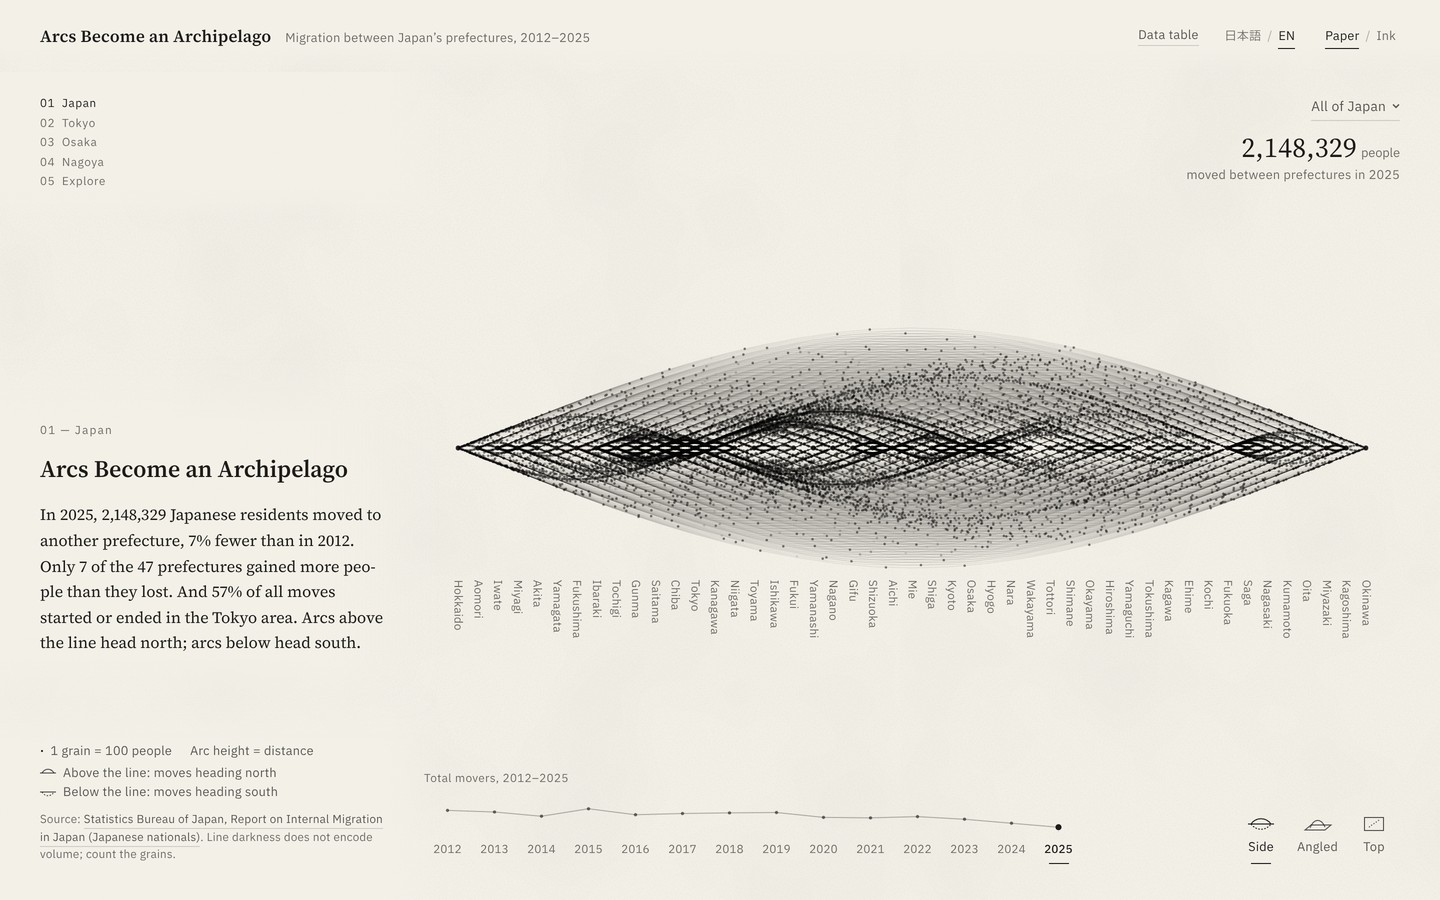 Arcs Become an Archipelago
Migration between Japan's prefectures, 2012–2025
Data table
日本語 / EN
Paper / Ink
01 Japan
02 Tokyo
03 Osaka
04 Nagoya
05 Explore
All of Japan
2,148,329 people
moved between prefectures in 2025
01 — Japan
Arcs Become an Archipelago
In 2025, 2,148,329 Japanese residents moved to
another prefecture, 7% fewer than in 2012.
Only 7 of the 47 prefectures gained more peo-
ple than they lost. And 57% of all moves
started or ended in the Tokyo area. Arcs above
the line head north; arcs below head south.
Hokkaido
Aomori
Iwate
Miyagi
Akita
Yamagata
Fukushima
Ibaraki
Tochigi
Gunma
Saitama
Chiba
Tokyo
Kanagawa
Niigata
Toyama
Ishikawa
Fukui
Yamanashi
Nagano
Gifu
Shizuoka
Aichi
Mie
Shiga
Kyoto
Osaka
Hyogo
Nara
Wakayama
Tottori
Shimane
Okayama
Hiroshima
Yamaguchi
Tokushima
Kagawa
Ehime
Kochi
Fukuoka
Saga
Nagasaki
Kumamoto
Oita
Miyazaki
Kagoshima
Okinawa
· 1 grain = 100 people Arc height = distance
Above the line: moves heading north
Below the line: moves heading south
Source: Statistics Bureau of Japan, Report on Internal Migration
in Japan (Japanese nationals). Line darkness does not encode
volume; count the grains.
Total movers, 2012–2025
2012 2013 2014 2015 2016 2017 2018 2019 2020 2021 2022 2023 2024 2025
Side Angled Top